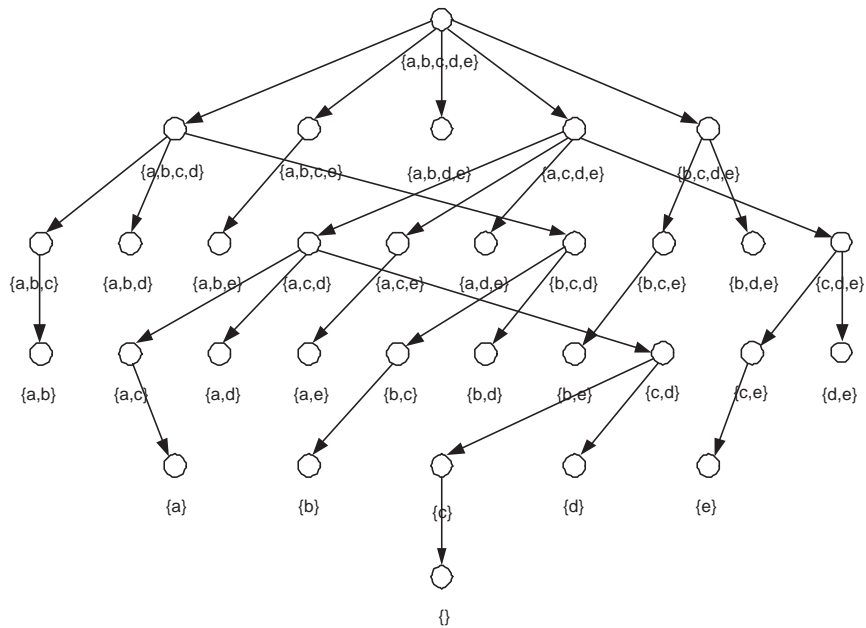 {a,b,c,d,e}
{a,b,c,d} {a,b,c,e} {a,b,d,e} {a,c,d,e} {b,c,d,e}
{a,b,c} {a,b,d} {a,b,e} {a,c,d} {a,c,e} {a,d,e} {b,c,d} {b,c,e} {b,d,e} {c,d,e}
{a,b} {a,c} {a,d} {a,e} {b,c} {b,d} {b,e} {c,d} {c,e} {d,e}
{a} {b} {c} {d} {e}
{}